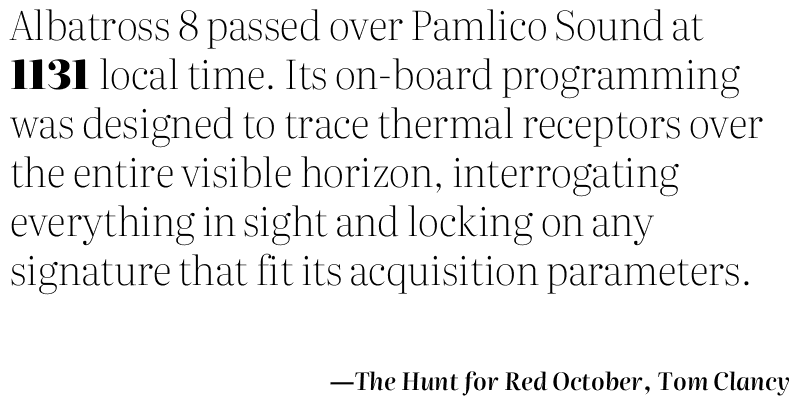 Albatross 8 passed over Pamlico Sound at
1131 local time. Its on-board programming
was designed to trace thermal receptors over
the entire visible horizon, interrogating
everything in sight and locking on any
signature that fit its acquisition parameters.
—The Hunt for Red October, Tom Clancy